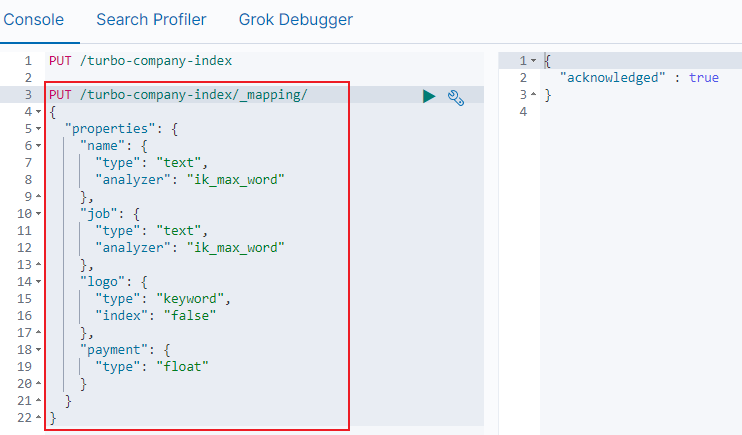 Console Search Profiler Grok Debugger
1 PUT /turbo-company-index
2
3 PUT /turbo-company-index/_mapping/
4 {
5 "properties": {
6 "name": {
7 "type": "text",
8 "analyzer": "ik_max_word"
9 },
10 "job": {
11 "type": "text",
12 "analyzer": "ik_max_word"
13 },
14 "logo": {
15 "type": "keyword",
16 "index": "false"
17 },
18 "payment": {
19 "type": "float"
20 }
21 }
22 }
1 {
2 "acknowledged" : true
3 }
4